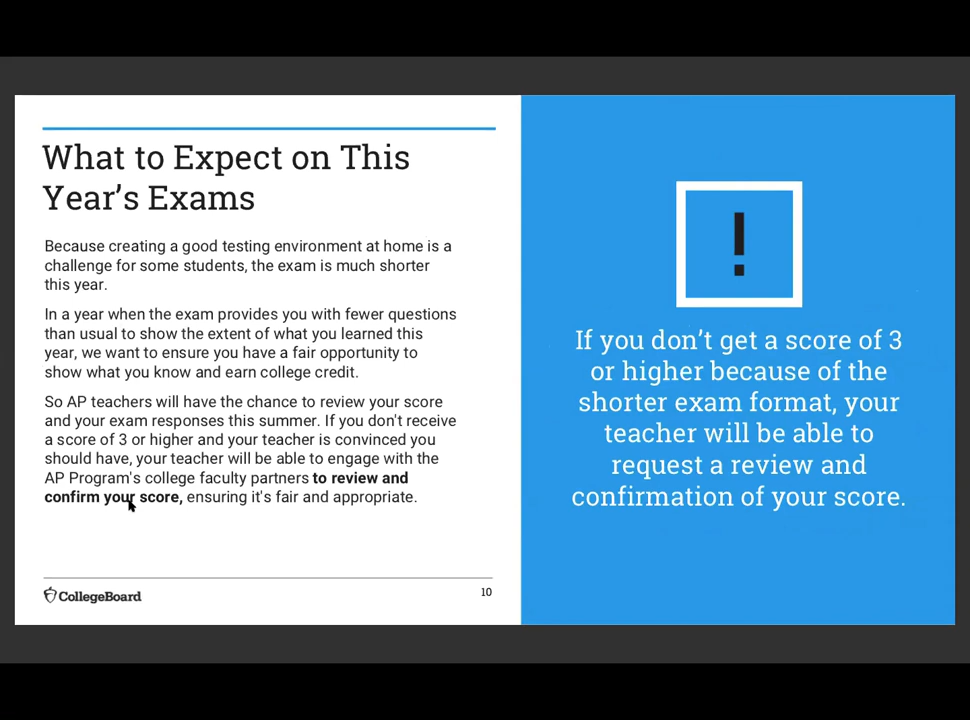 What to Expect on This
Year's Exams
Because creating a good testing environment at home is a
challenge for some students, the exam is much shorter
this year.
In a year when the exam provides you with fewer questions
than usual to show the extent of what you learned this
year, we want to ensure you have a fair opportunity to
show what you know and earn college credit.
So AP teachers will have the chance to review your score
and your exam responses this summer. If you don't receive
a score of 3 or higher and your teacher is convinced you
should have, your teacher will be able to engage with the
AP Program's college faculty partners to review and
confirm your score, ensuring it's fair and appropriate.
CollegeBoard
10
!
If you don't get a score of 3
or higher because of the
shorter exam format, your
teacher will be able to
request a review and
confirmation of your score.